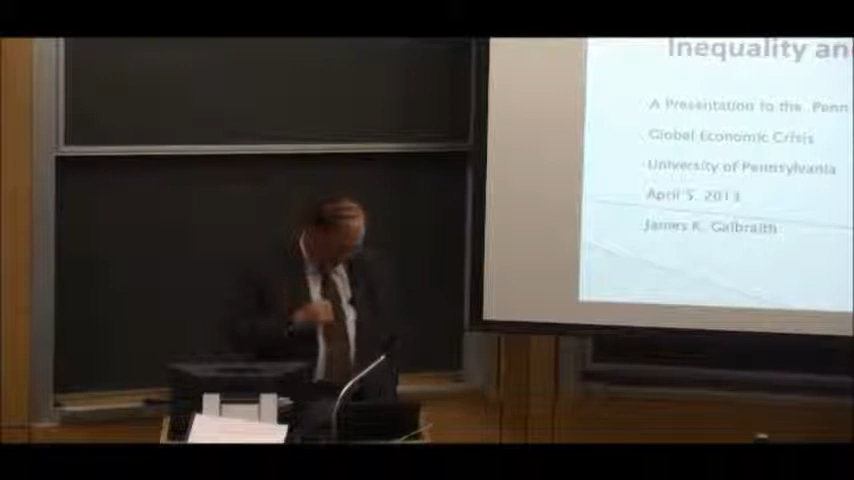 Inequality an
A Presentation to the Penn
Global Economic Crisis
University of Pennsylvania
April 5, 2013
James K. Galbraith